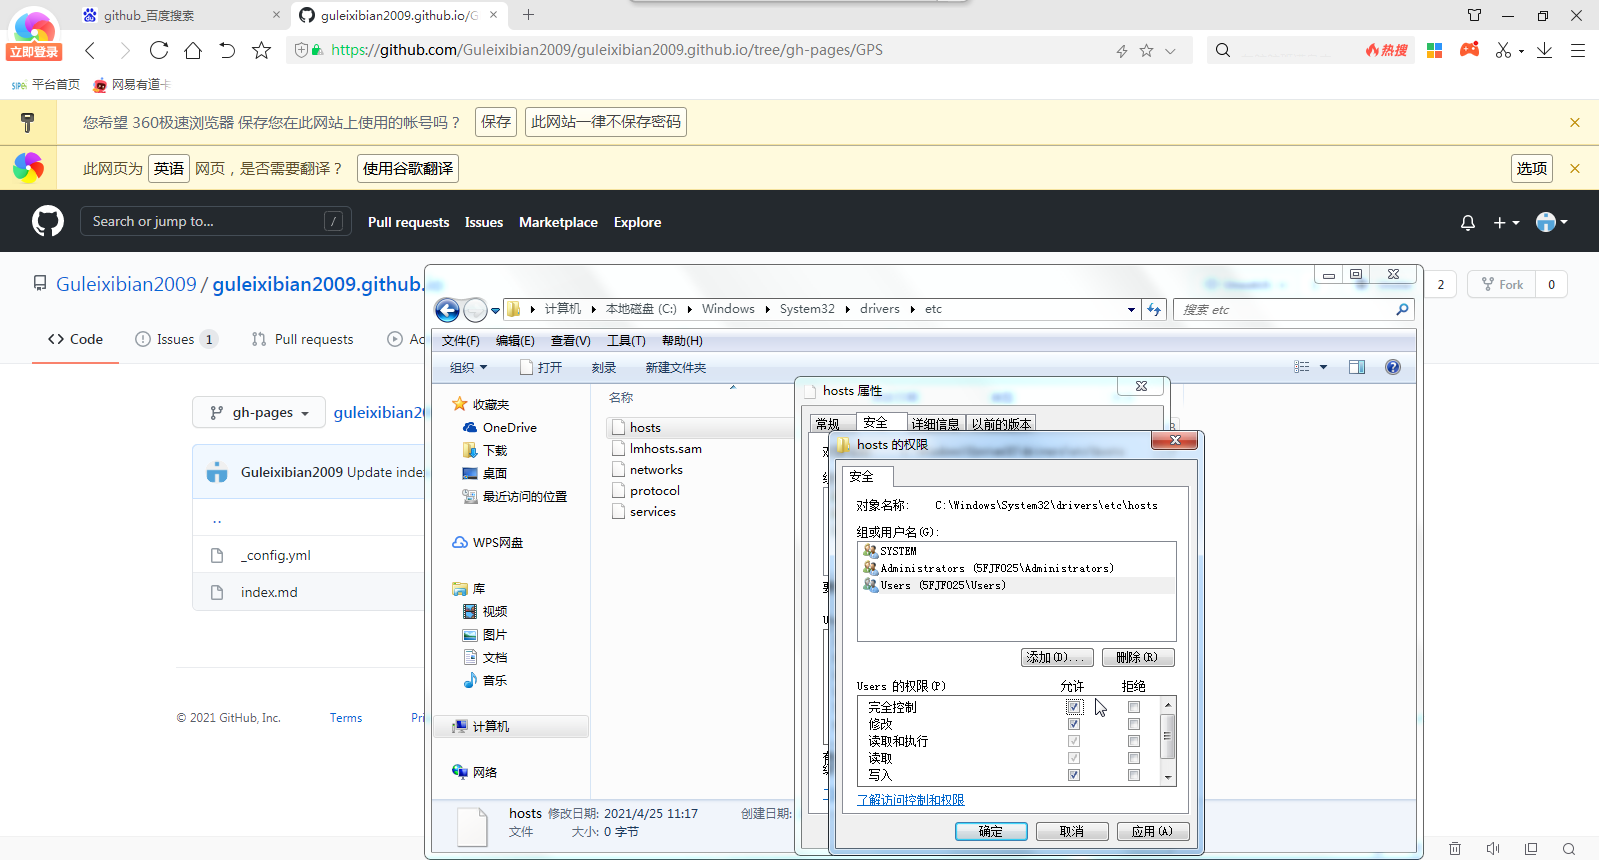 github_百度搜索
guleixibian2009.github.io/G
立即登录
https://github.com/Guleixibian2009/guleixibian2009.github.io/tree/gh-pages/GPS
热搜
平台首页
网易有道卡
您希望 360极速浏览器 保存您在此网站上使用的帐号吗？ 保存 此网站一律不保存密码
此网页为 英语 网页，是否需要翻译？ 使用谷歌翻译 选项
Search or jump to... /
Pull requests Issues Marketplace Explore
Guleixibian2009 / guleixibian2009.github.
2 Fork 0
Code Issues 1 Pull requests Ac
gh-pages guleixibian2
Guleixibian2009 Update inde
..
_config.yml
index.md
© 2021 GitHub, Inc. Terms Pri
计算机 本地磁盘 (C:) Windows System32 drivers etc
搜索 etc
文件(F) 编辑(E) 查看(V) 工具(T) 帮助(H)
组织 打开 刻录 新建文件夹
收藏夹
OneDrive
下载
桌面
最近访问的位置
WPS网盘
库
视频
图片
文档
音乐
计算机
网络
名称
hosts
lmhosts.sam
networks
protocol
services
hosts 修改日期: 2021/4/25 11:17 创建日期:
文件 大小: 0 字节
hosts 属性
常规 安全 详细信息 以前的版本
hosts 的权限
安全
对象名称: C:\Windows\System32\drivers\etc\hosts
组或用户名(G):
SYSTEM
Administrators (5FJF025\Administrators)
Users (5FJF025\Users)
添加(D)... 删除(R)
Users 的权限(P) 允许 拒绝
完全控制
修改
读取和执行
读取
写入
了解访问控制和权限
确定 取消 应用(A)